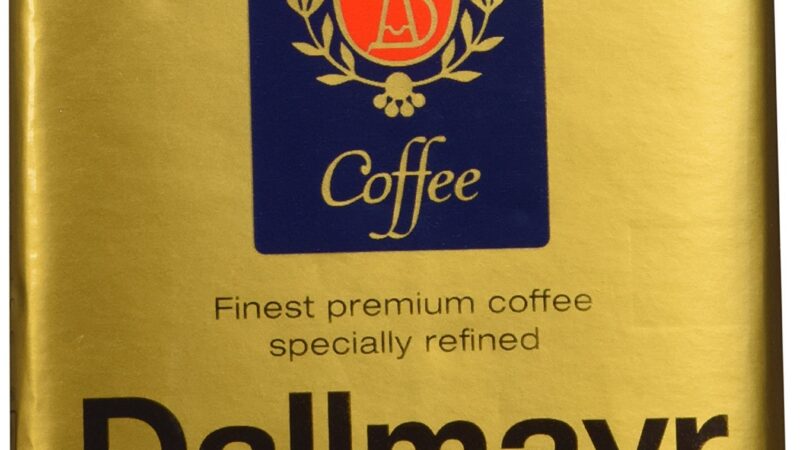 Coffee
Finest premium coffee
specially refined
Dallmayr